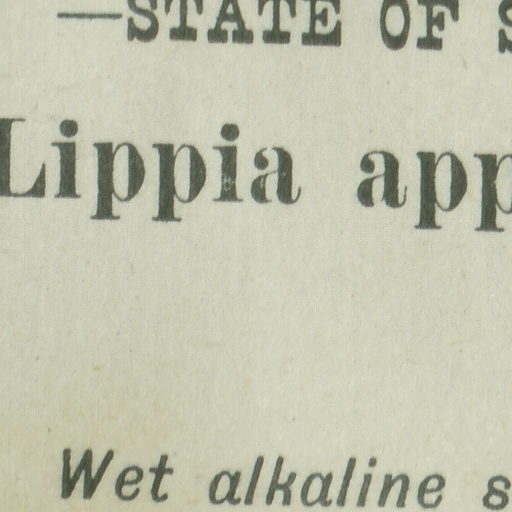 —STATE OF
Lippia app
Wet alkaline s